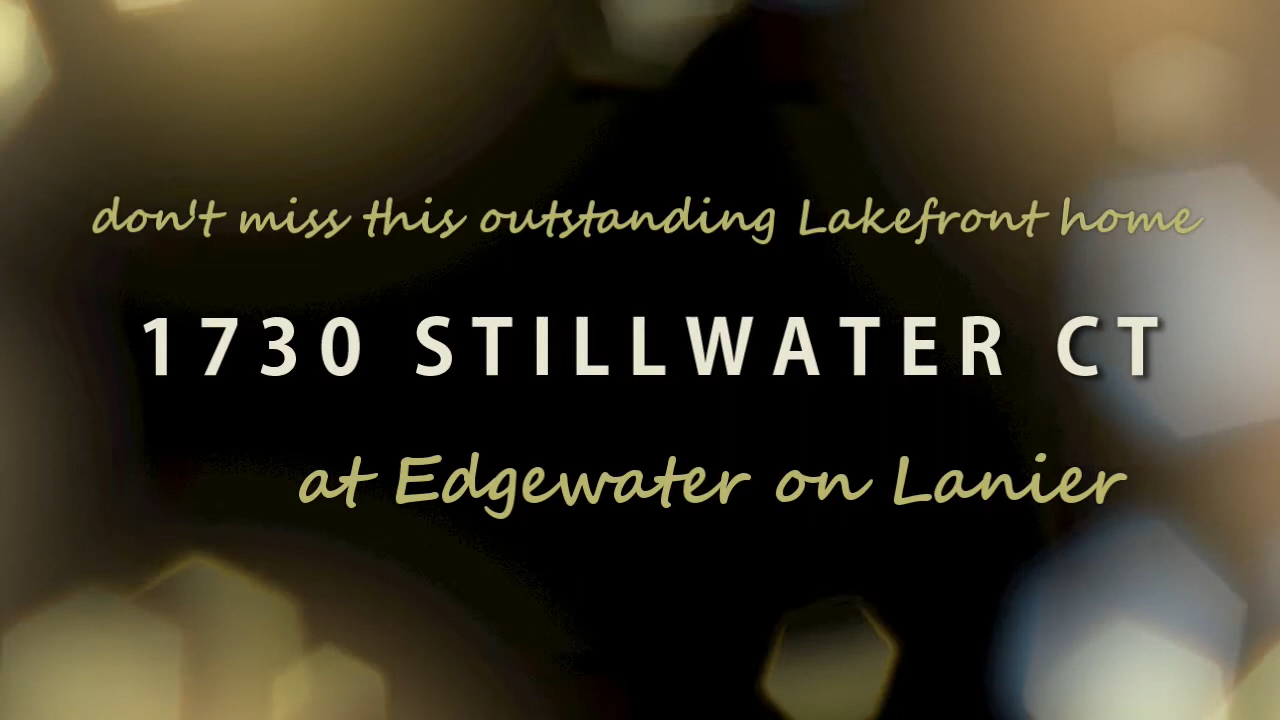 don't miss this outstanding Lakefront home
1730 STILLWATER CT
at Edgewater on Lanier